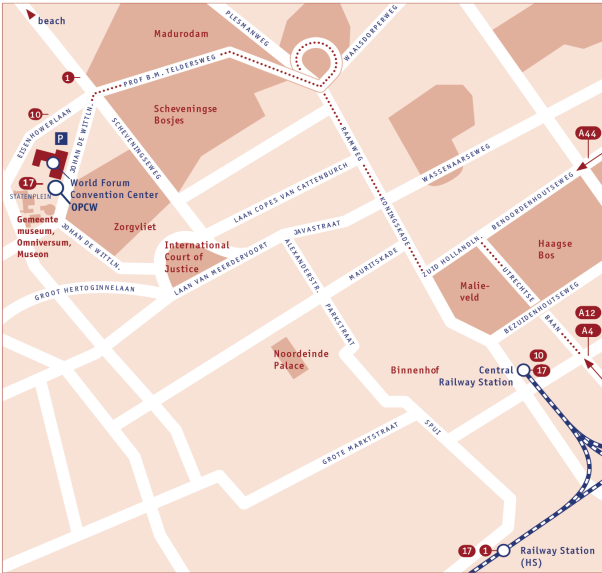 beach
PLESMANWEG
WAALSDORPERWEG
Madurodam
1
PROF B.M. TELDERSWEG
Scheveningse
Bosjes
10
EISENHOWERLAAN
P
JOHAN DE WITTLN.
SCHEVENINGSEWEG
RAAMWEG
WASSENAARSEWEG
A44
World Forum
Convention Center
17
STATENPLEIN
OPCW
LAAN COPES VAN CATTENBURCH
KONINGSKADE
BENOORDENHOUTSEWEG
Gemeente
museum,
Omniversum,
Museon
JOHAN DE WITTLN.
Zorgvliet
International
Court of
Justice
JAVASTRAAT
LAAN VAN MEERDERVOORT
ALEXANDERSTR.
MAURITSKADE
ZUID HOLLANDLN.
Haagse
Bos
UTRECHTSE
BAAN
Malie-
veld
GROOT HERTOGINNELAAN
PARKSTRAAT
BEZUIDENHOUTSEWEG
A12
A4
Noordeinde
Palace
Binnenhof
10
17
Central
Railway Station
SPUI
GROTE MARKTSTRAAT
17
1
Railway Station
(HS)